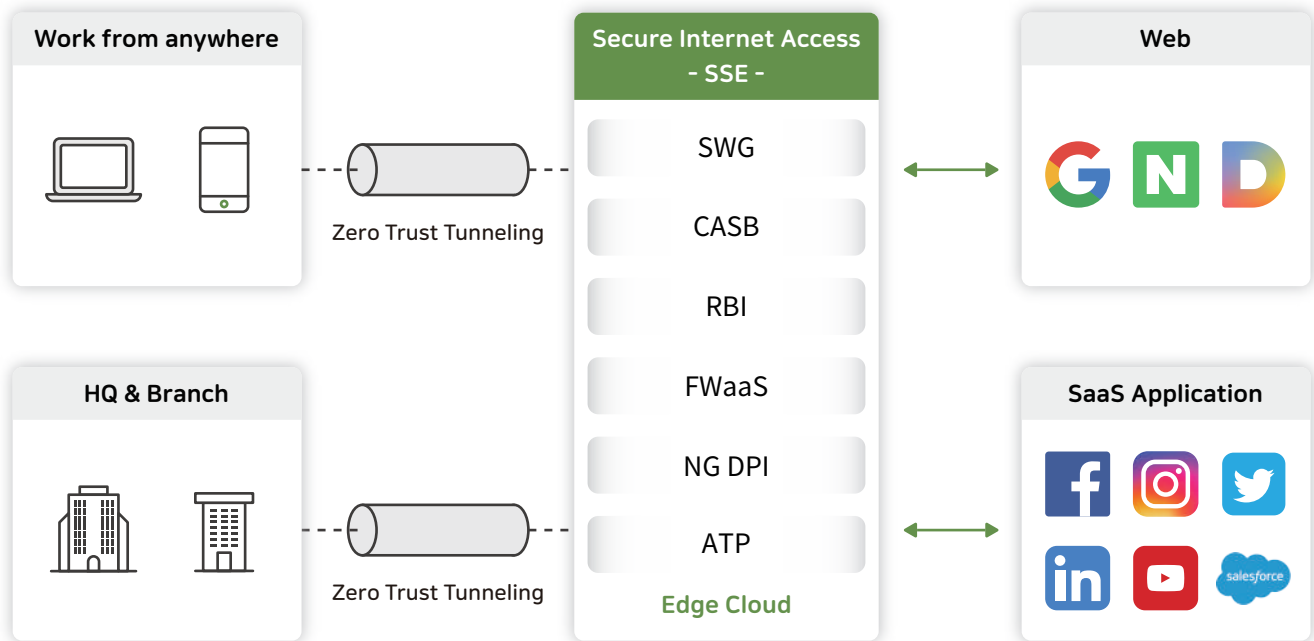 Work from anywhere
Zero Trust Tunneling
HQ & Branch
Zero Trust Tunneling
Secure Internet Access
- SSE -
SWG
CASB
RBI
FWaaS
NG DPI
ATP
Edge Cloud
Web
G
N
D
SaaS Application
f
in
salesforce